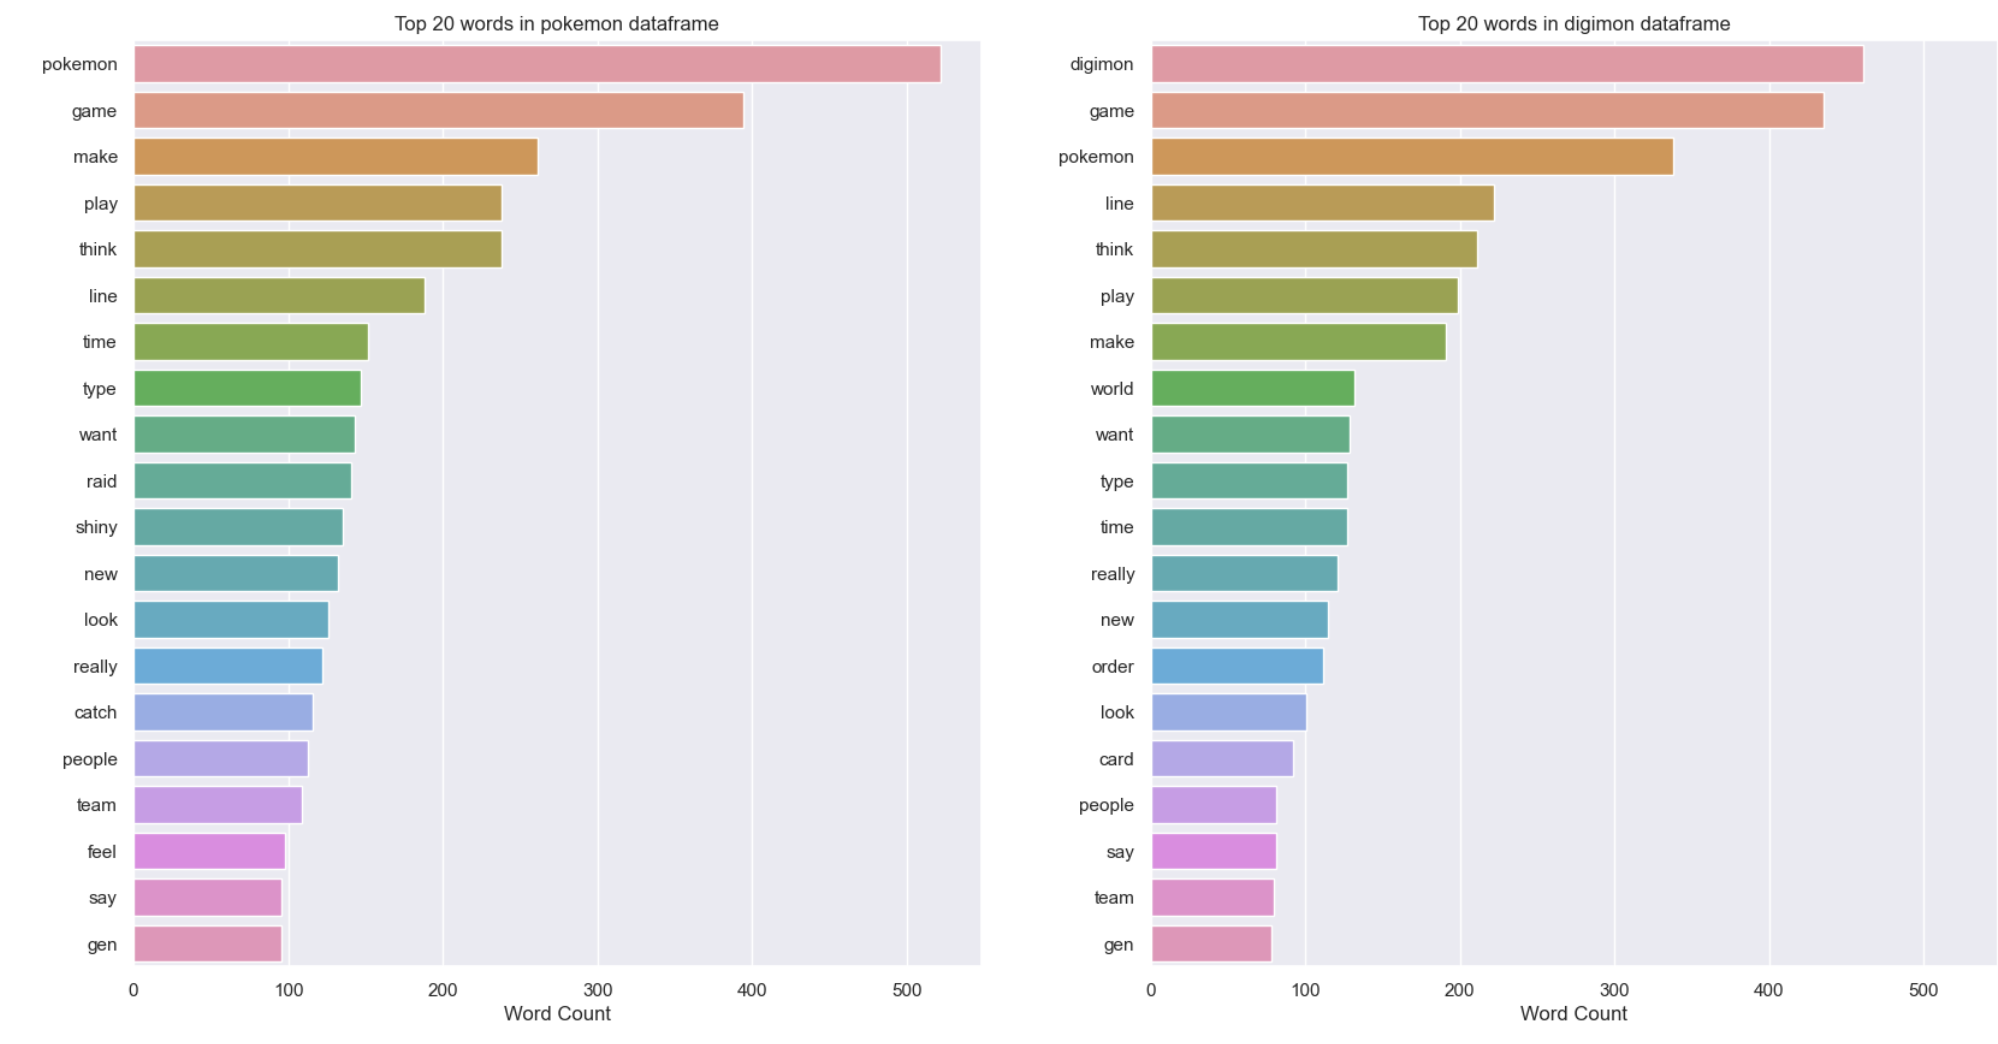 Top 20 words in pokemon dataframe
pokemon
game
make
play
think
line
time
type
want
raid
shiny
new
look
really
catch
people
team
feel
say
gen
0 100 200 300 400 500
Word Count
Top 20 words in digimon dataframe
digimon
game
pokemon
line
think
play
make
world
want
type
time
really
new
order
look
card
people
say
team
gen
0 100 200 300 400 500
Word Count